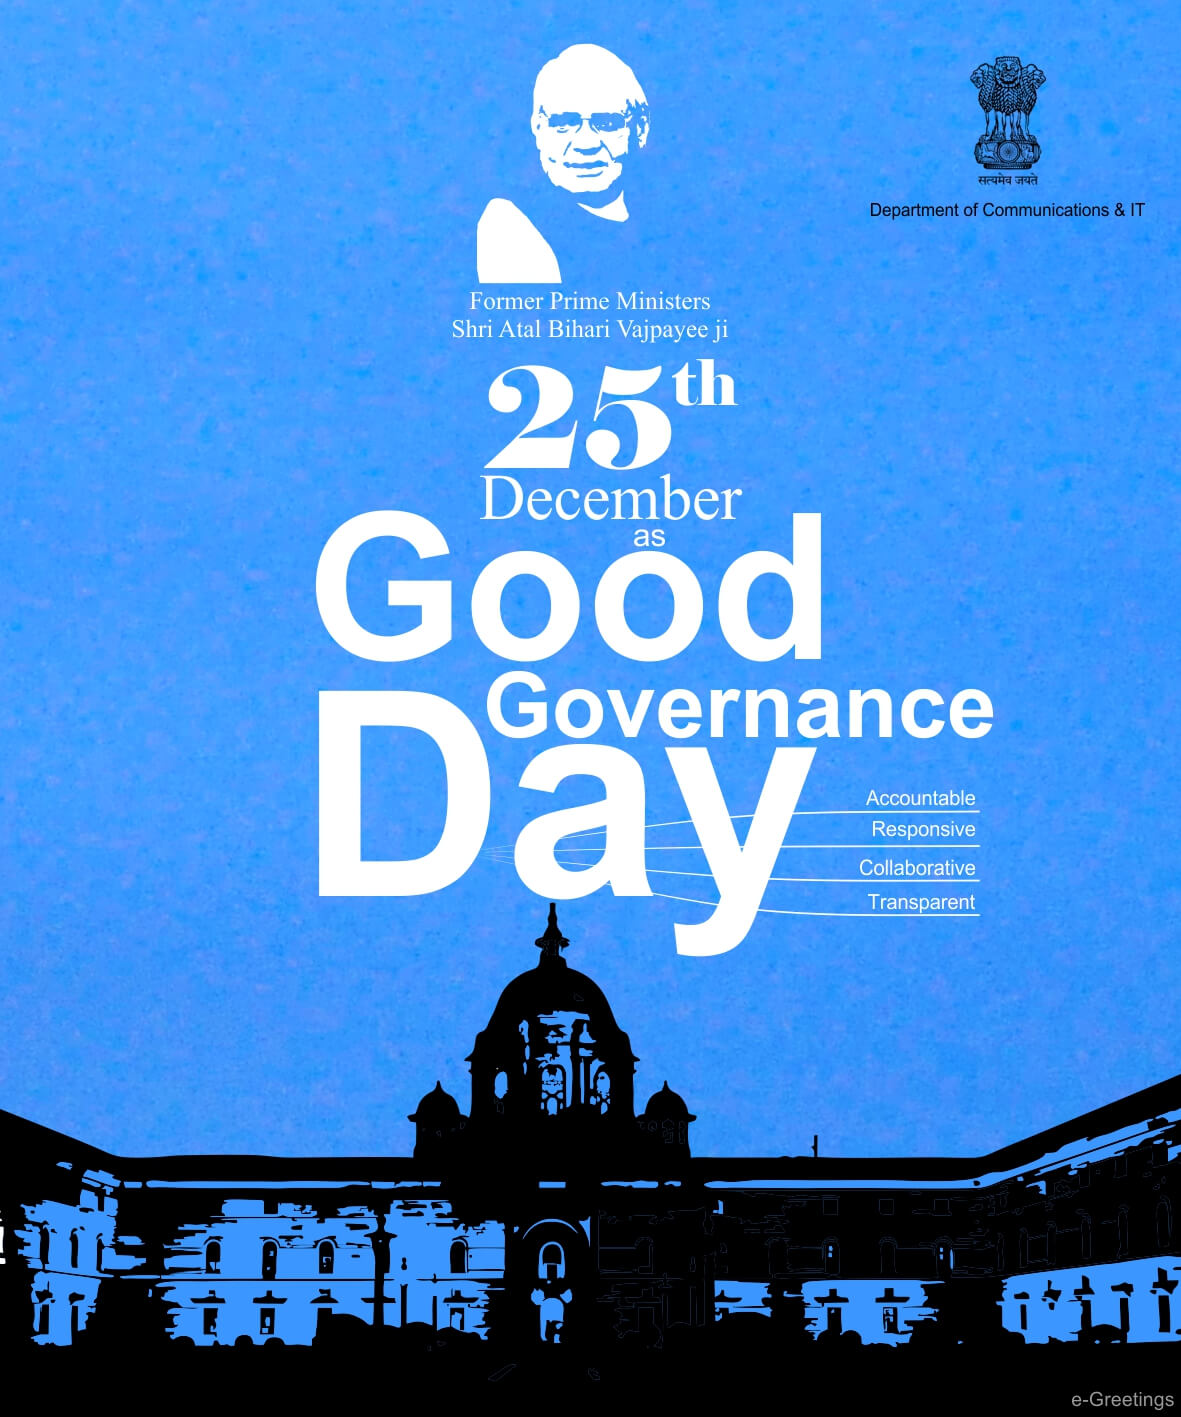 सत्यमेव जयते
Department of Communications & IT
Former Prime Ministers
Shri Atal Bihari Vajpayee ji
25th
December
as
Good
Governance
Day
Accountable
Responsive
Collaborative
Transparent
e-Greetings